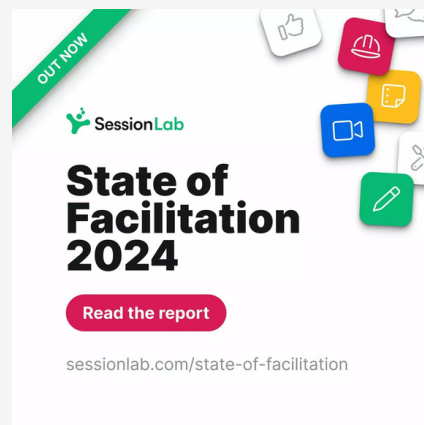 OUT NOW
SessionLab
State of
Facilitation
2024
Read the report
sessionlab.com/state-of-facilitation